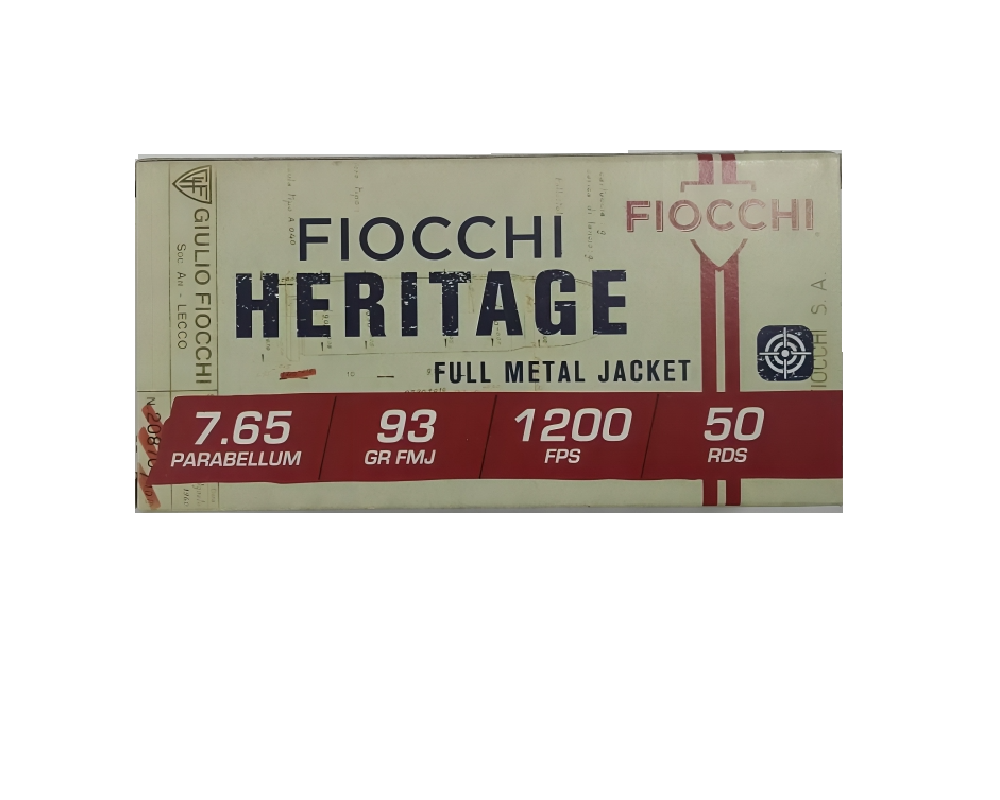 FIOCCHI
HERITAGE
FULL METAL JACKET
FIOCCHI
7.65
PARABELLUM
93
GR FMJ
1200
FPS
50
RDS
GIULIO FIOCCHI
Soc An - LECCO
FIOCCHI S. A.